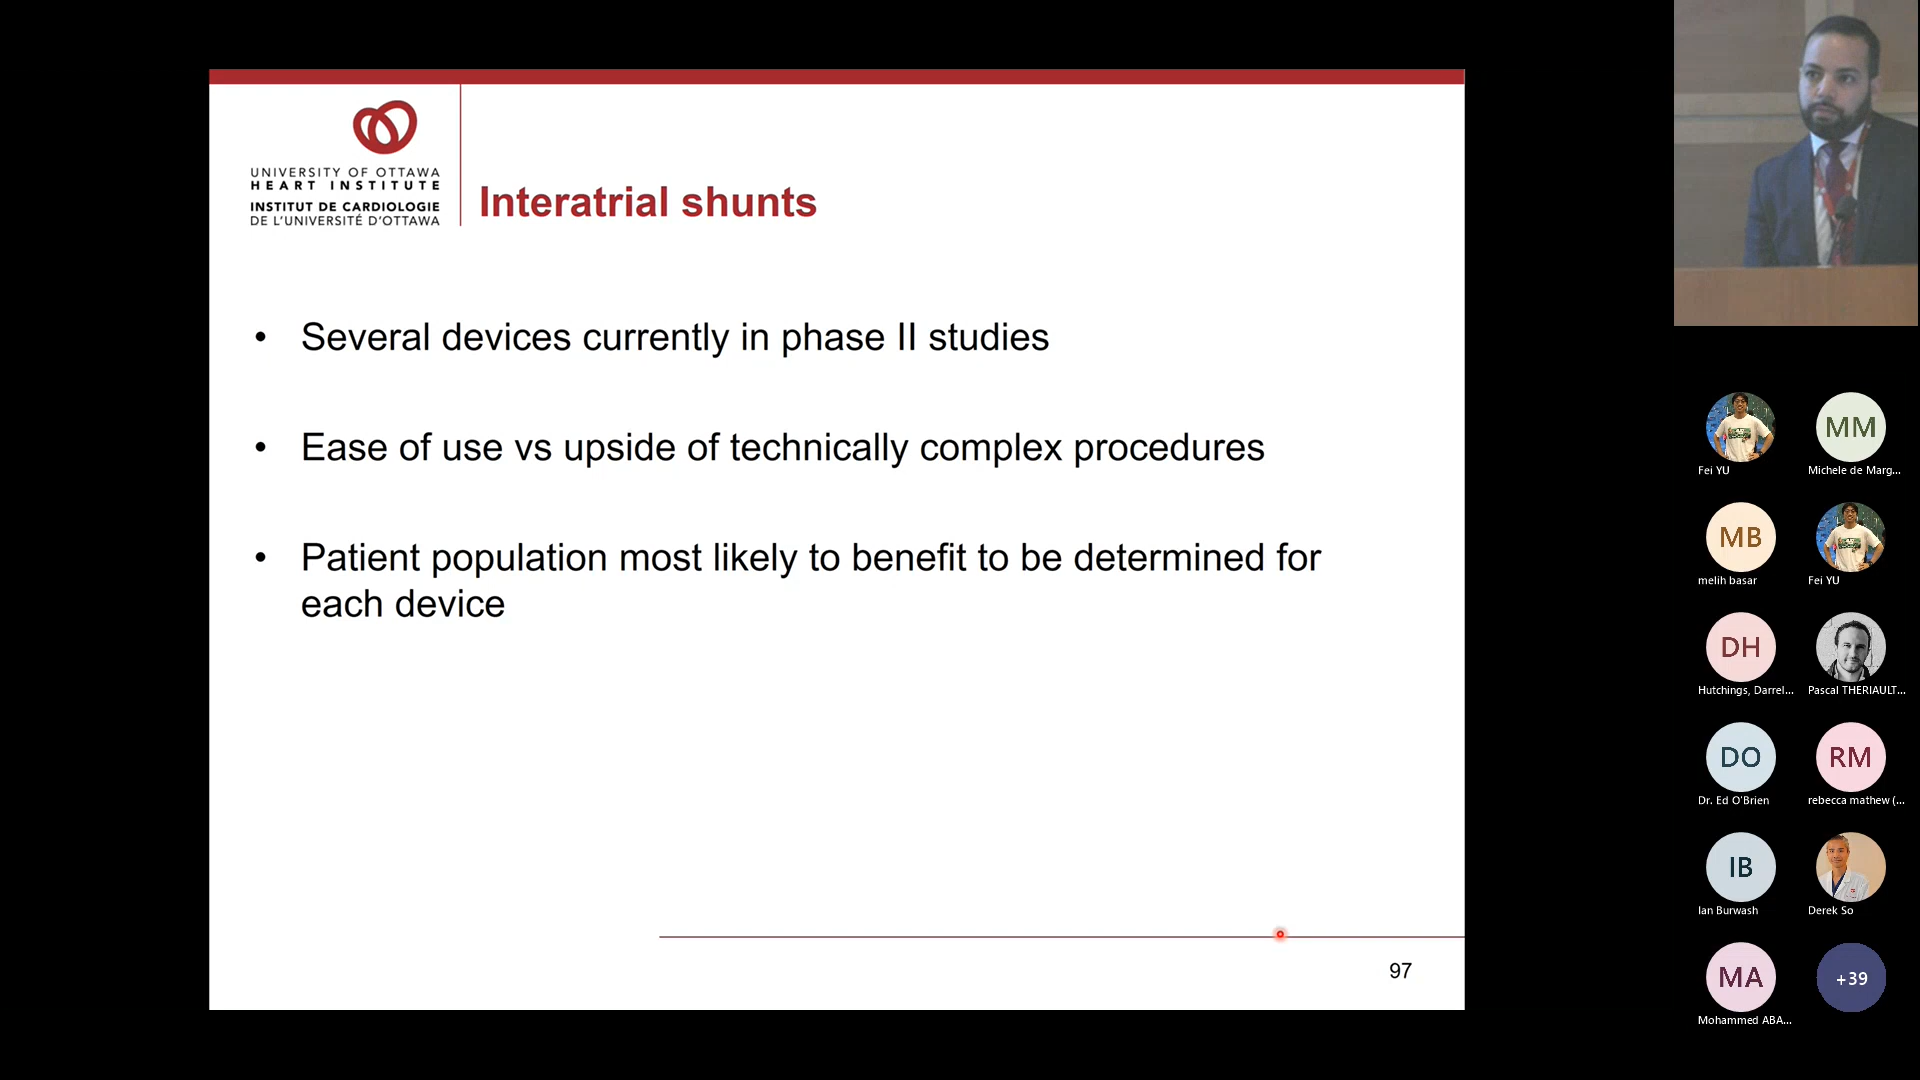 UNIVERSITY OF OTTAWA
HEART INSTITUTE
INSTITUT DE CARDIOLOGIE
DE L'UNIVERSITÉ D'OTTAWA
Interatrial shunts
• Several devices currently in phase II studies
• Ease of use vs upside of technically complex procedures
• Patient population most likely to benefit to be determined for
each device
97
Fei YU
MM
Michele de Marg...
MB
melih basar
Fei YU
DH
Hutchings, Darrel...
Pascal THERIAULT...
DO
Dr. Ed O'Brien
RM
rebecca mathew (...
IB
Ian Burwash
Derek So
MA
Mohammed ABA...
+39